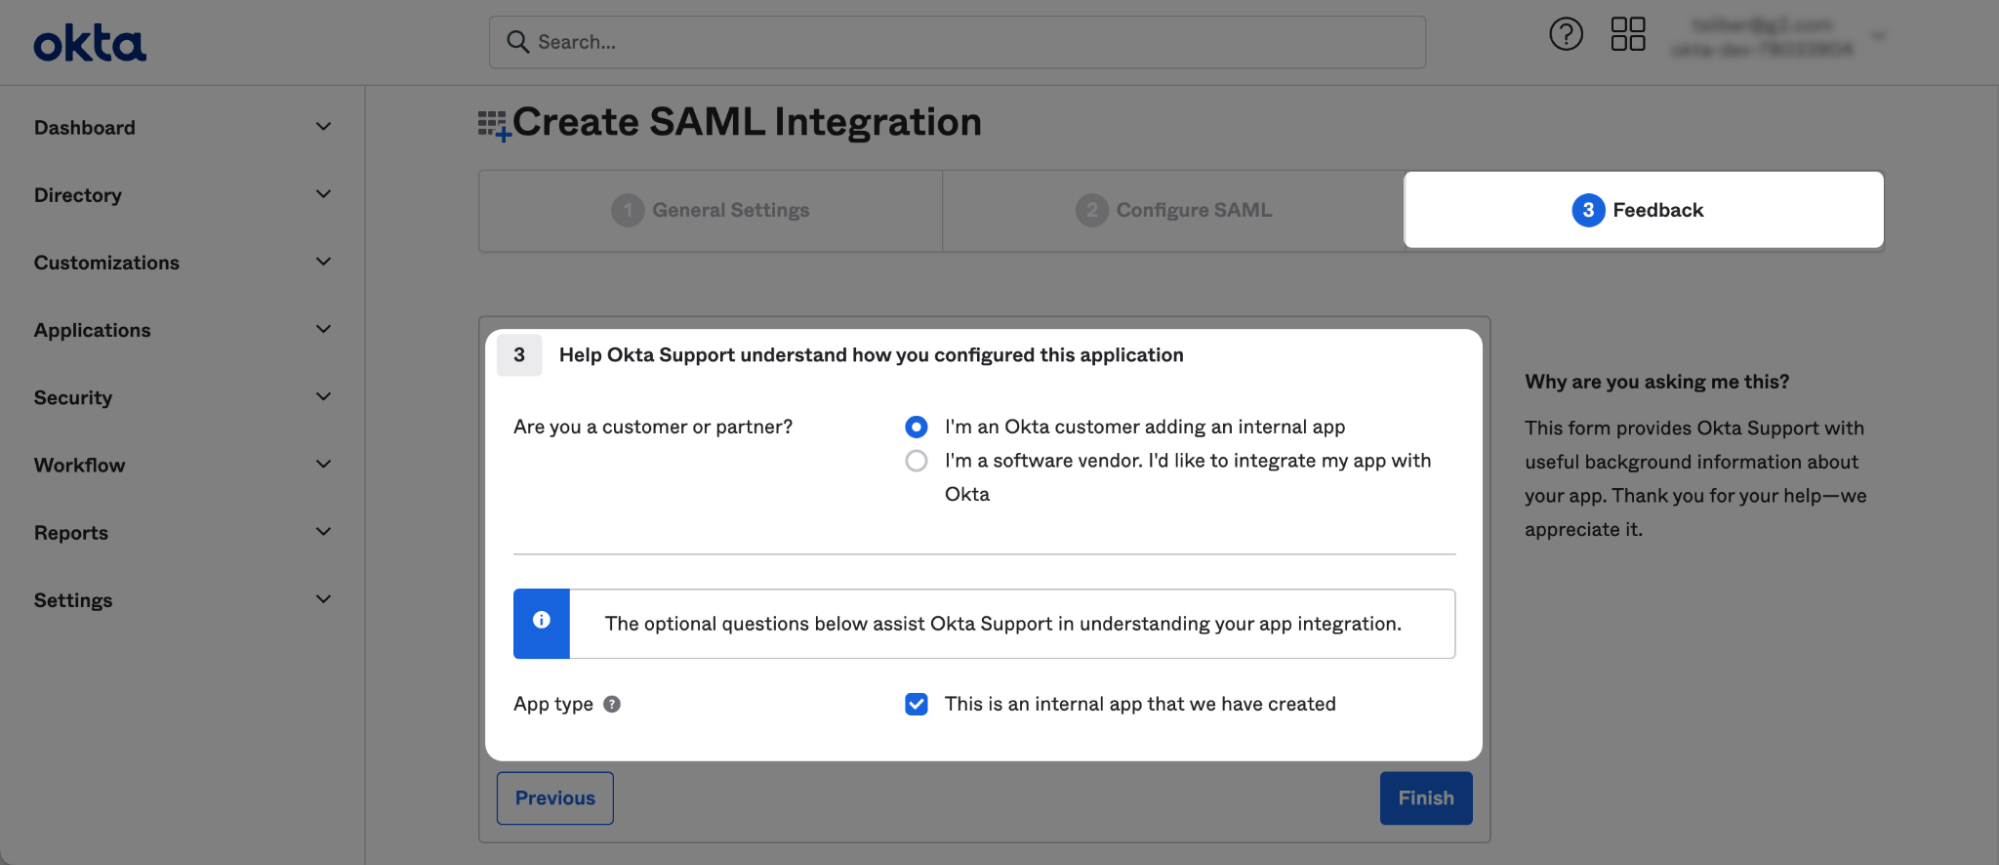 okta
Search...
Dashboard
Directory
Customizations
Applications
Security
Workflow
Reports
Settings
Create SAML Integration
1 General Settings
2 Configure SAML
3 Feedback
3 Help Okta Support understand how you configured this application
Are you a customer or partner?
I'm an Okta customer adding an internal app
I'm a software vendor. I'd like to integrate my app with
Okta
i
The optional questions below assist Okta Support in understanding your app integration.
App type ?
This is an internal app that we have created
Previous
Finish
Why are you asking me this?
This form provides Okta Support with
useful background information about
your app. Thank you for your help—we
appreciate it.